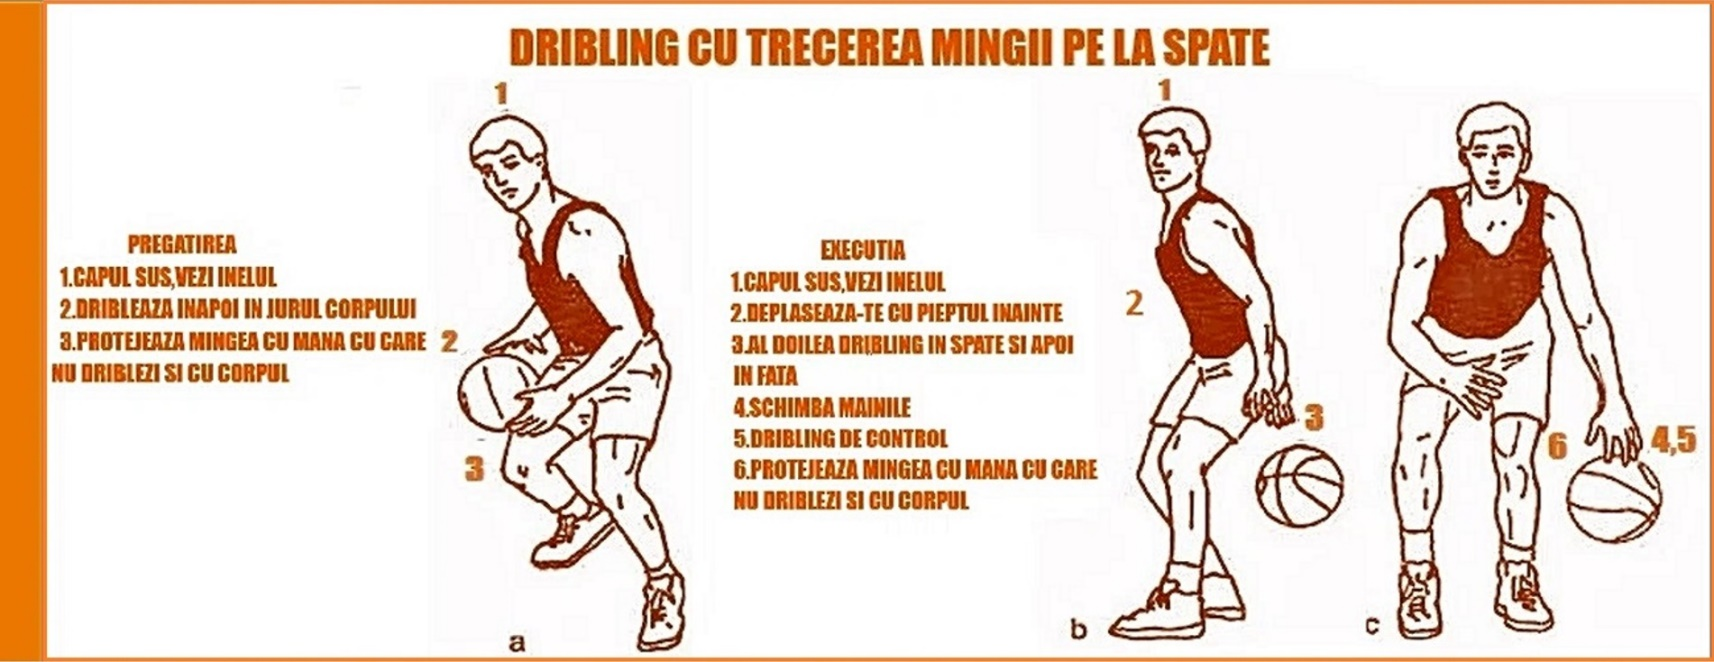 DRIBLING CU TRECEREA MINGII PE LA SPATE
1
PREGATIREA
1.CAPUL SUS,VEZI INELUL
2.DRIBLEAZA INAPOI IN JURUL CORPULUI
3.PROTEJEAZA MINGEA CU MANA CU CARE
NU DRIBLEZI SI CU CORPUL
2
3
a
EXECUTIA
1.CAPUL SUS,VEZI INELUL
2.DEPLASEAZA-TE CU PIEPTUL INAINTE
3.AL DOILEA DRIBLING IN SPATE SI APOI
IN FATA
4.SCHIMBA MAINILE
5.DRIBLING DE CONTROL
6.PROTEJEAZA MINGEA CU MANA CU CARE
NU DRIBLEZI SI CU CORPUL
1
2
3
b
6
4,5
c